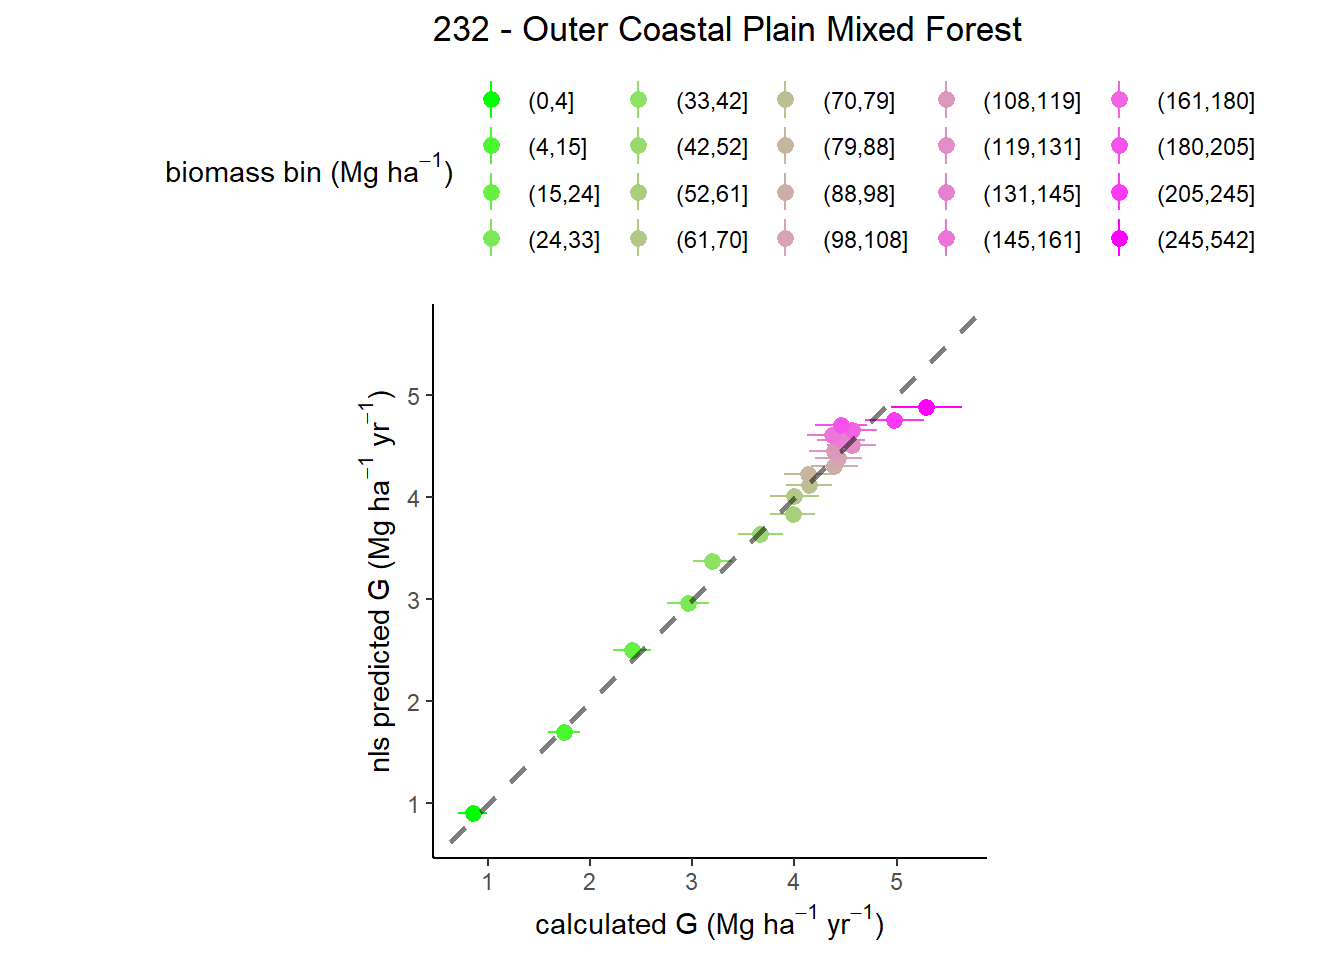 232 - Outer Coastal Plain Mixed Forest
biomass bin (Mg ha⁻¹)
(0,4] (33,42] (70,79] (108,119] (161,180]
(4,15] (42,52] (79,88] (119,131] (180,205]
(15,24] (52,61] (88,98] (131,145] (205,245]
(24,33] (61,70] (98,108] (145,161] (245,542]
nls predicted G (Mg ha⁻¹ yr⁻¹)
5
4
3
2
1
1 2 3 4 5
calculated G (Mg ha⁻¹ yr⁻¹)